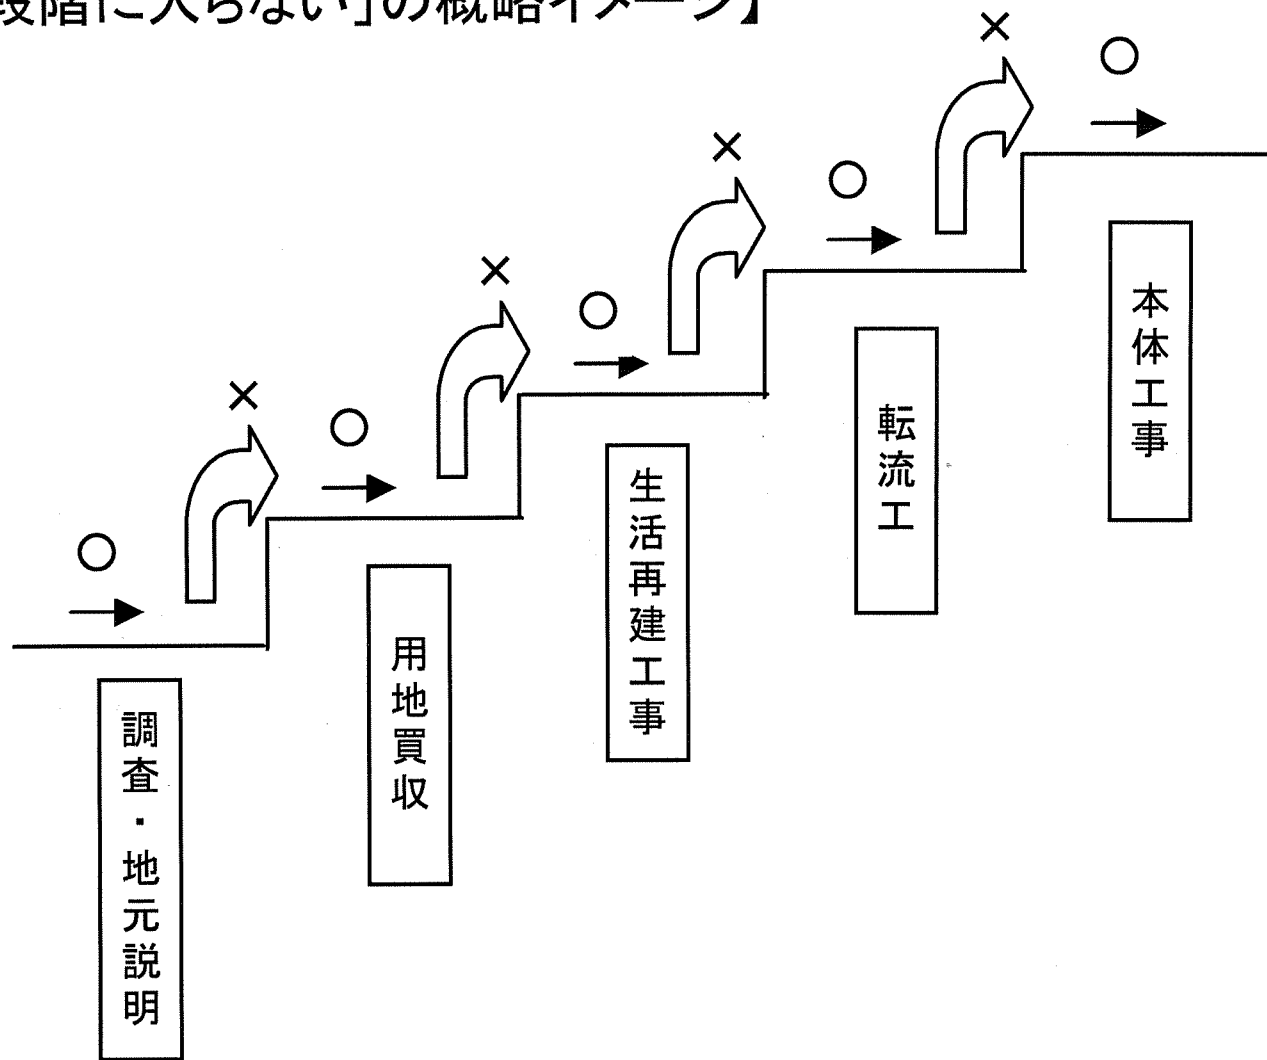 段階に入らない」の概略イメージ】
×
○
×
○
×
○
×
○
○
本体工事
転流工
生活再建工事
用地買収
調査・地元説明